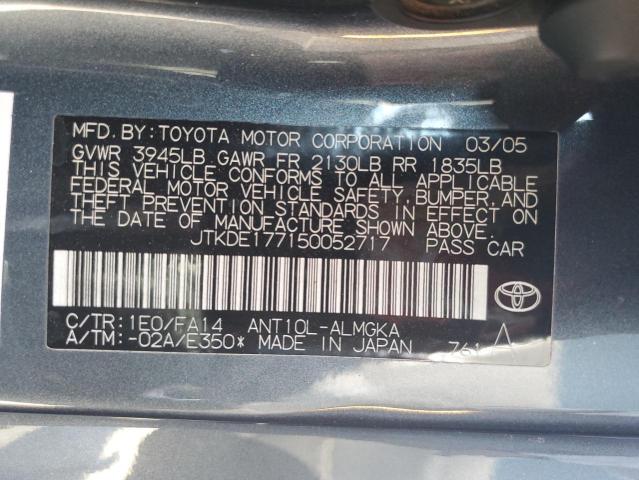 MFD. BY: TOYOTA MOTOR CORPORATION 03/05
GVWR 3945LB GAWR FR 2130LB RR 1835LB
THIS VEHICLE CONFORMS TO ALL APPLICABLE
FEDERAL MOTOR VEHICLE SAFETY, BUMPER, AND
THEFT PREVENTION STANDARDS IN EFFECT ON
THE DATE OF MANUFACTURE SHOWN ABOVE.
JTKDE177150052717 PASS CAR
C/TR: 1E0/FA14 ANT10L-ALMGKA
A/TM: -02A/E350* MADE IN JAPAN 761 A